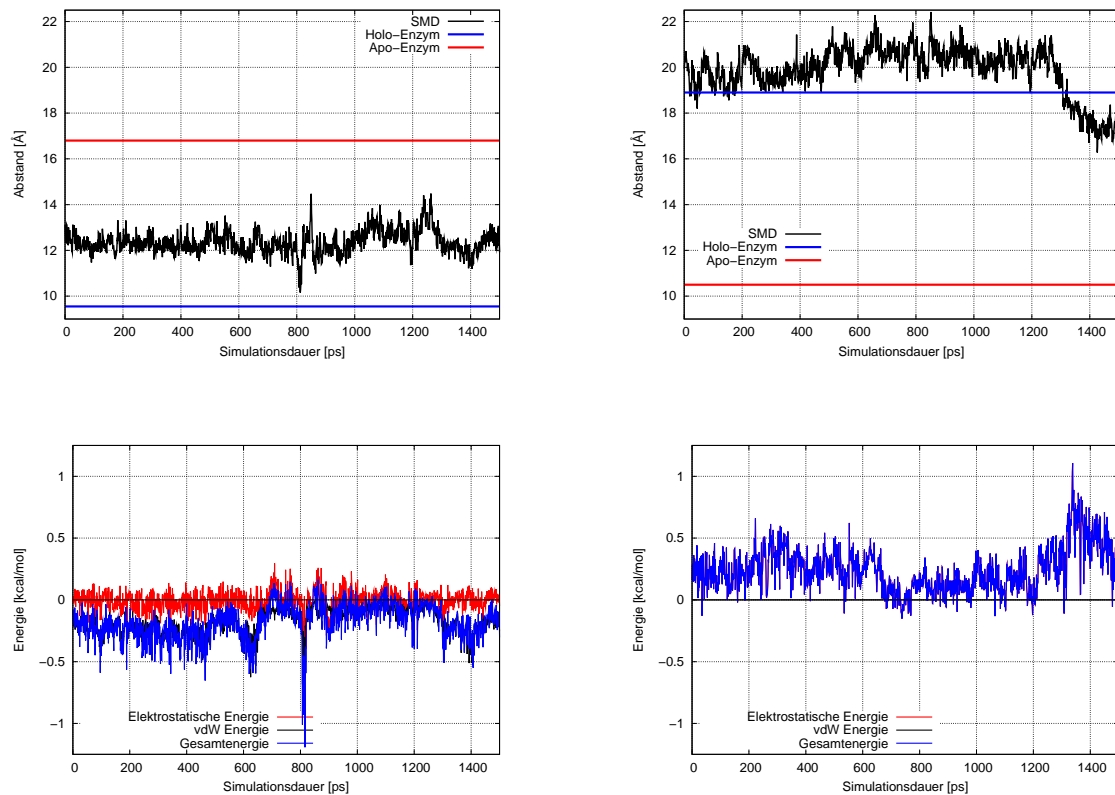 22
20
18
16
14
12
10
0 200 400 600 800 1000 1200 1400
Abstand [Å]
Simulationsdauer [ps]
SMD
Holo−Enzym
Apo−Enzym
22
20
18
16
14
12
10
0 200 400 600 800 1000 1200 1400
Abstand [Å]
Simulationsdauer [ps]
SMD
Holo−Enzym
Apo−Enzym
1
0.5
0
−0.5
−1
0 200 400 600 800 1000 1200 1400
Energie [kcal/mol]
Simulationsdauer [ps]
Elektrostatische Energie
vdW Energie
Gesamtenergie
1
0.5
0
−0.5
−1
0 200 400 600 800 1000 1200 1400
Energie [kcal/mol]
Simulationsdauer [ps]
Elektrostatische Energie
vdW Energie
Gesamtenergie